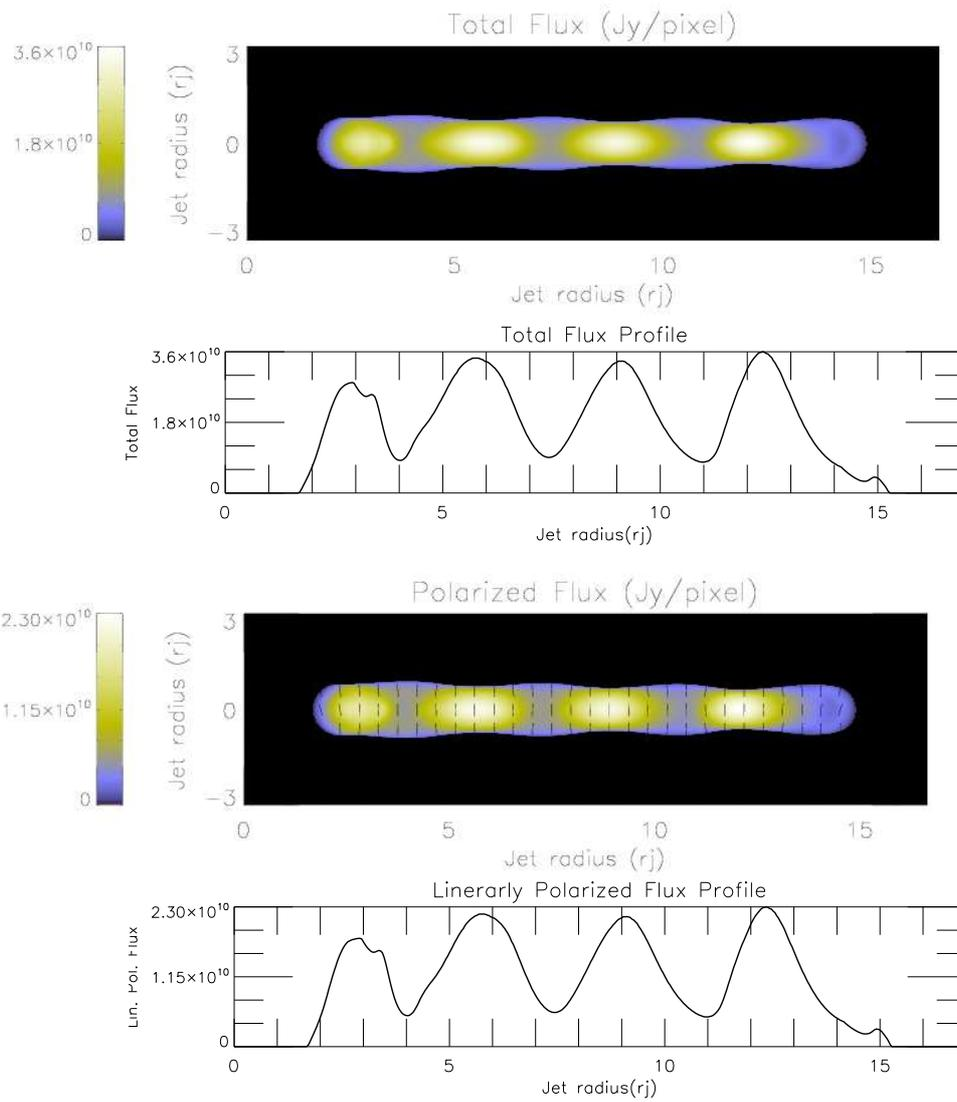 Total Flux (Jy/pixel)
3.6×10¹⁰
1.8×10¹⁰
0
Jet radius (rj)
3
0
−3
0 5 10 15
Jet radius (rj)
Total Flux Profile
Total Flux
3.6×10¹⁰
1.8×10¹⁰
0
0 5 10 15
Jet radius(rj)
Polarized Flux (Jy/pixel)
2.30×10¹⁰
1.15×10¹⁰
0
Jet radius (rj)
3
0
−3
0 5 10 15
Jet radius (rj)
Linerarly Polarized Flux Profile
Lin. Pol. Flux
2.30×10¹⁰
1.15×10¹⁰
0
0 5 10 15
Jet radius(rj)